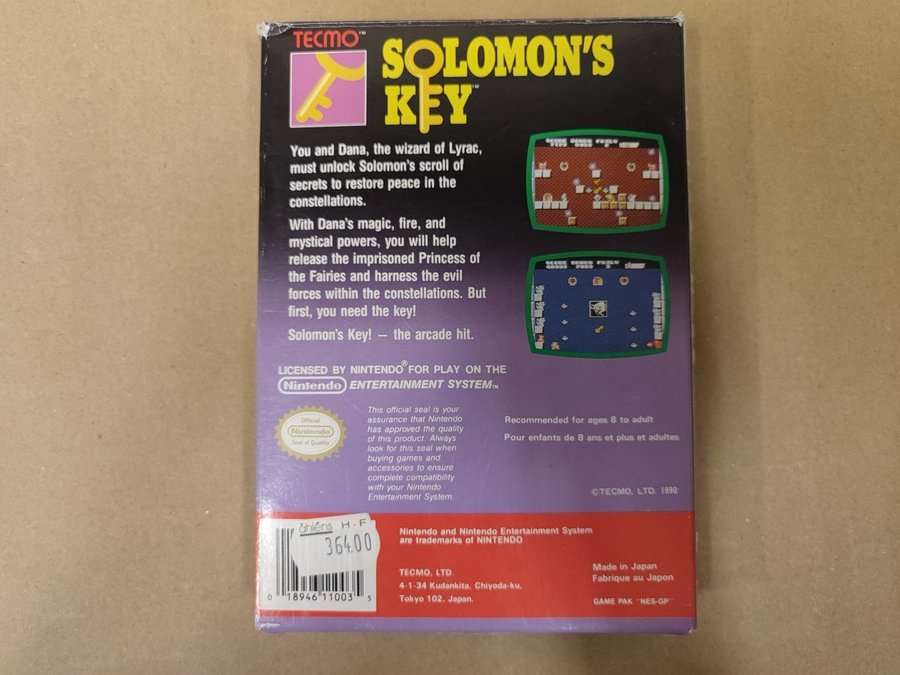 TECMO™
SOLOMON'S
KEY™
You and Dana, the wizard of Lyrac,
must unlock Solomon's scroll of
secrets to restore peace in the
constellations.
With Dana's magic, fire, and
mystical powers, you will help
release the imprisoned Princess of
the Fairies and harness the evil
forces within the constellations. But
first, you need the key!
Solomon's Key! — the arcade hit.
LICENSED BY NINTENDO® FOR PLAY ON THE
Nintendo ENTERTAINMENT SYSTEM™
Official
Nintendo
Seal of Quality
This official seal is your
assurance that Nintendo
has approved the quality
of this product. Always
look for this seal when
buying games and
accessories to ensure
complete compatibility
with your Nintendo
Entertainment System.
Recommended for ages 8 to adult
Pour enfants de 8 ans et plus et adultes
©TECMO, LTD. 1990
åhléns H-F
364.00
0 18946 11003 5
Nintendo and Nintendo Entertainment System
are trademarks of NINTENDO
TECMO, LTD.
4-1-34 Kudankita, Chiyoda-ku,
Tokyo 102, Japan.
Made in Japan
Fabrique au Japon
GAME PAK "NES-GP"